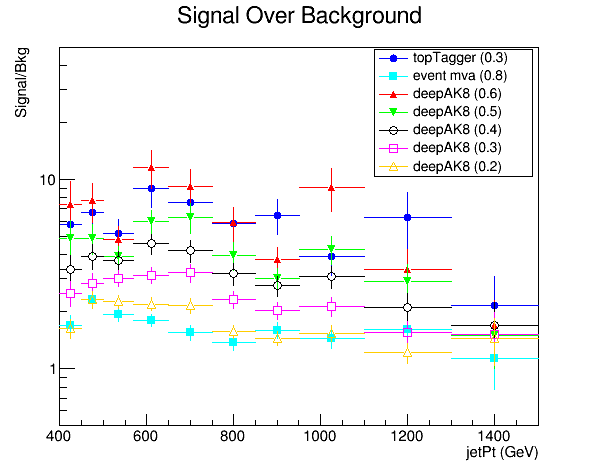 Signal Over Background
Signal/Bkg
topTagger (0.3)
event mva (0.8)
deepAK8 (0.6)
deepAK8 (0.5)
deepAK8 (0.4)
deepAK8 (0.3)
deepAK8 (0.2)
10
1
400 600 800 1000 1200 1400
jetPt (GeV)